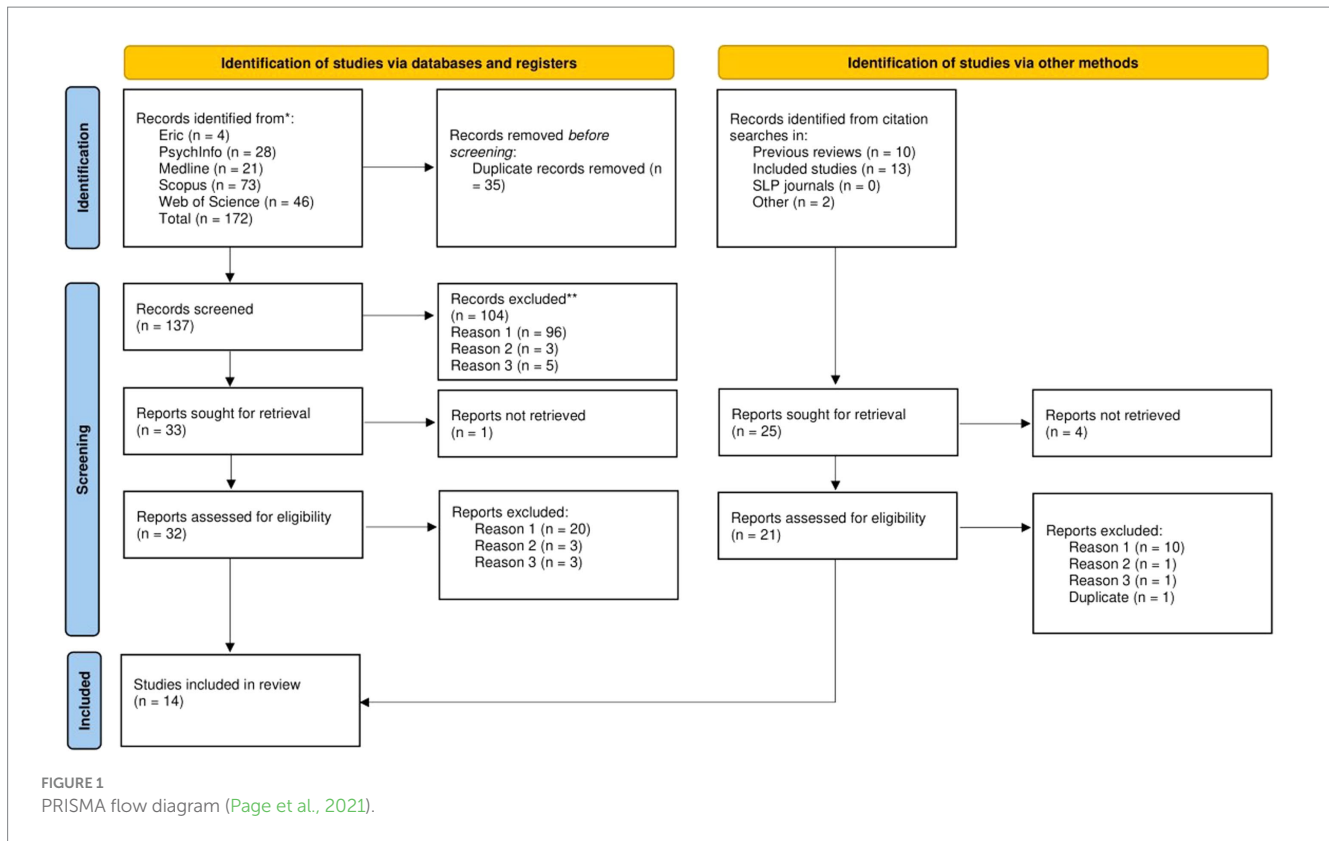 Identification of studies via databases and registers
Identification of studies via other methods
Identification
Records identified from*:
Eric (n = 4)
PsychInfo (n = 28)
Medline (n = 21)
Scopus (n = 73)
Web of Science (n = 46)
Total (n = 172)
Records removed before
screening:
Duplicate records removed (n
= 35)
Records identified from citation
searches in:
Previous reviews (n = 10)
Included studies (n = 13)
SLP journals (n = 0)
Other (n = 2)
Screening
Records screened
(n = 137)
Records excluded**
(n = 104)
Reason 1 (n = 96)
Reason 2 (n = 3)
Reason 3 (n = 5)
Reports sought for retrieval
(n = 33)
Reports not retrieved
(n = 1)
Reports sought for retrieval
(n = 25)
Reports not retrieved
(n = 4)
Reports assessed for eligibility
(n = 32)
Reports excluded:
Reason 1 (n = 20)
Reason 2 (n = 3)
Reason 3 (n = 3)
Reports assessed for eligibility
(n = 21)
Reports excluded:
Reason 1 (n = 10)
Reason 2 (n = 1)
Reason 3 (n = 1)
Duplicate (n = 1)
Included
Studies included in review
(n = 14)
FIGURE 1
PRISMA flow diagram (Page et al., 2021).